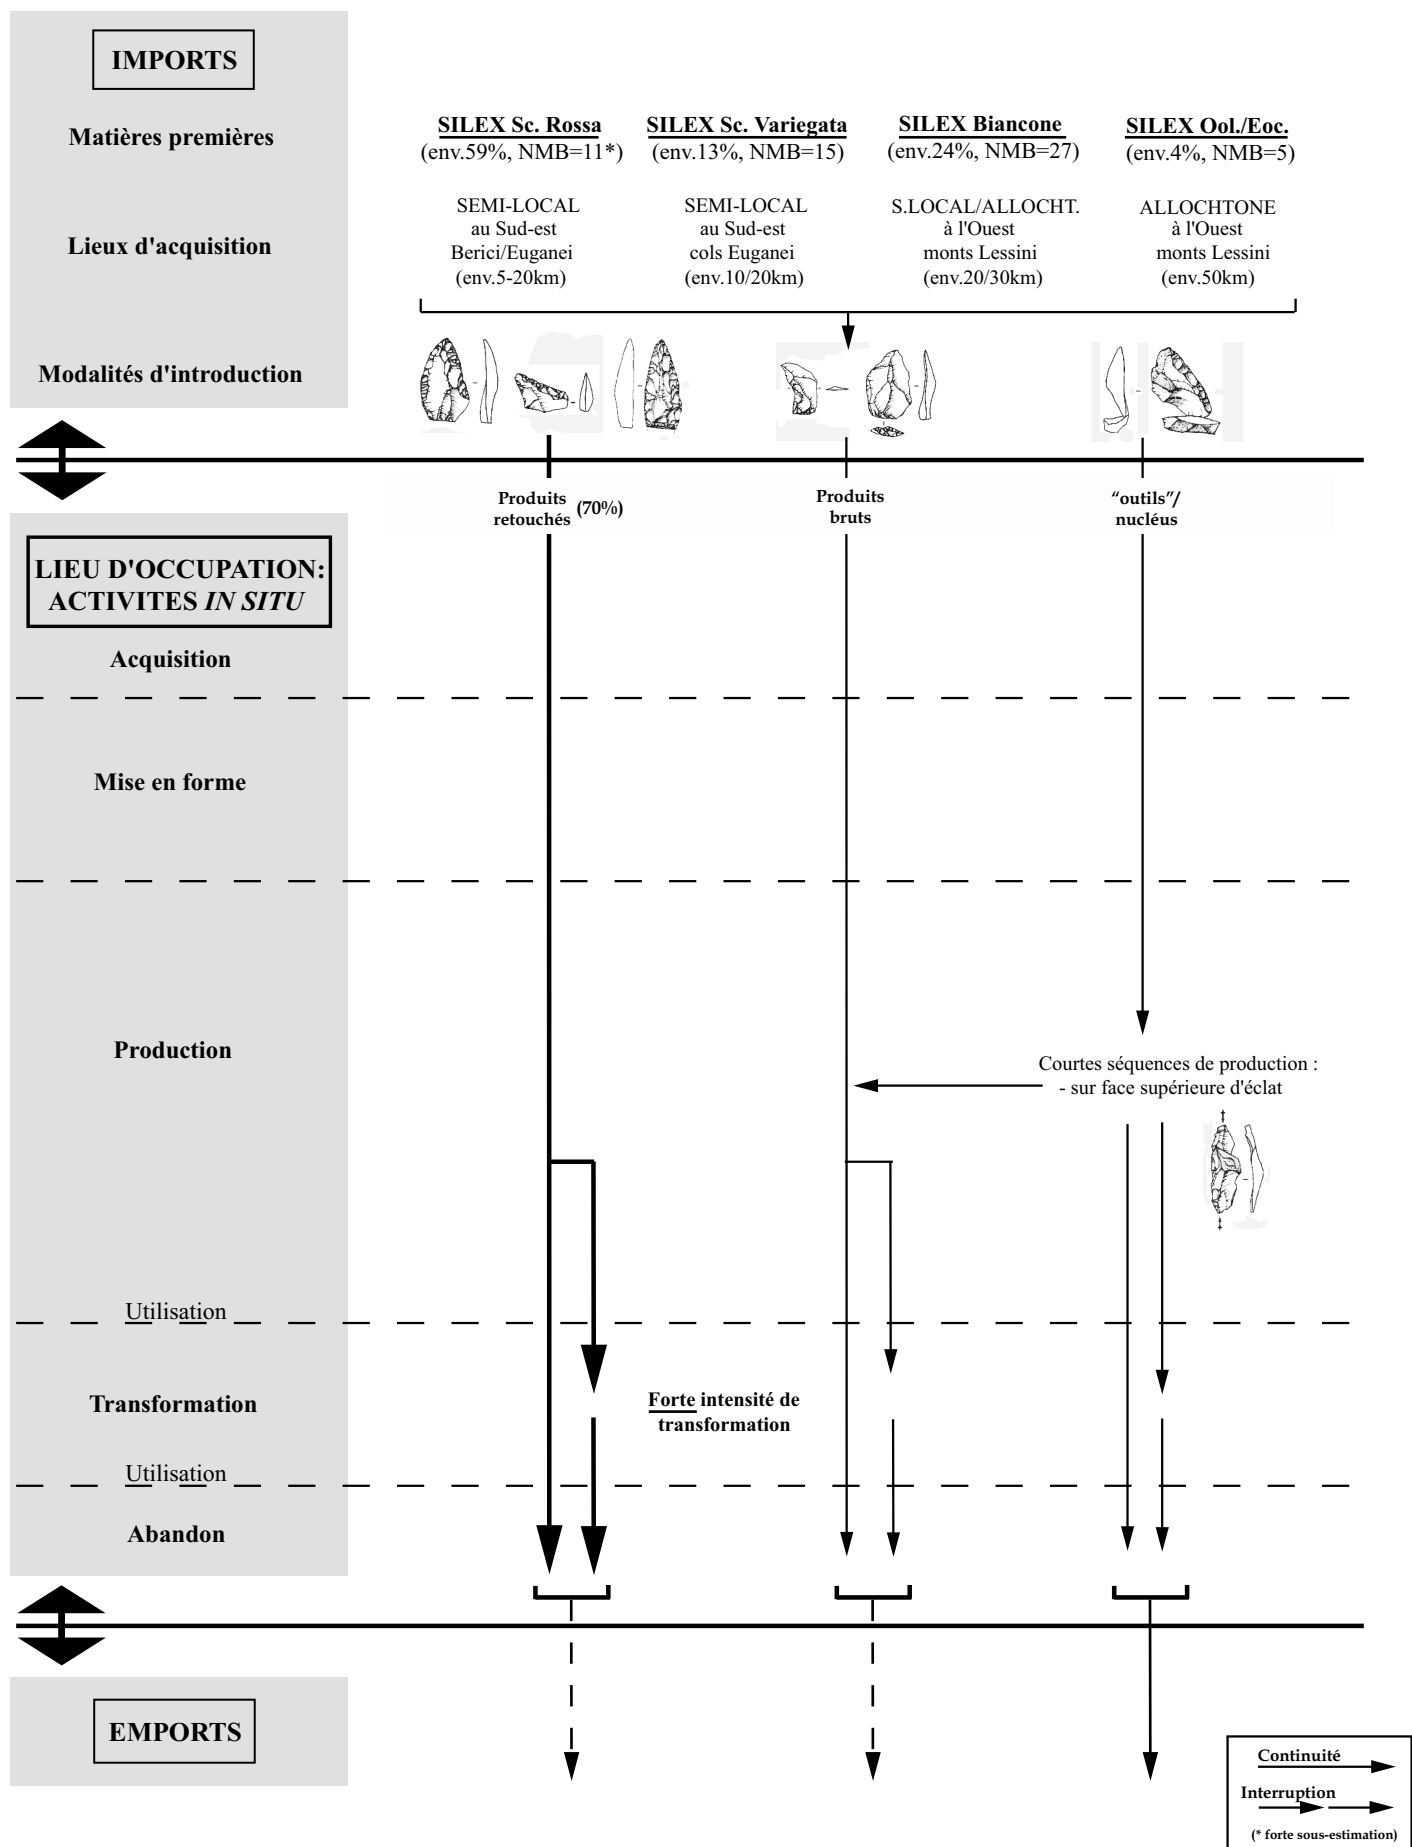 IMPORTS
Matières premières
SILEX Sc. Rossa
(env.59%, NMB=11*)
SILEX Sc. Variegata
(env.13%, NMB=15)
SILEX Biancone
(env.24%, NMB=27)
SILEX Ool./Eoc.
(env.4%, NMB=5)
Lieux d'acquisition
SEMI-LOCAL
au Sud-est
Berici/Euganei
(env.5-20km)
SEMI-LOCAL
au Sud-est
cols Euganei
(env.10/20km)
S.LOCAL/ALLOCHT.
à l'Ouest
monts Lessini
(env.20/30km)
ALLOCHTONE
à l'Ouest
monts Lessini
(env.50km)
Modalités d'introduction
Produits
retouchés (70%)
Produits
bruts
“outils”/
nucléus
LIEU D'OCCUPATION:
ACTIVITES IN SITU
Acquisition
Mise en forme
Production
Courtes séquences de production :
- sur face supérieure d'éclat
Utilisation
Transformation
Forte intensité de
transformation
Utilisation
Abandon
EMPORTS
Continuité
Interruption
(* forte sous-estimation)